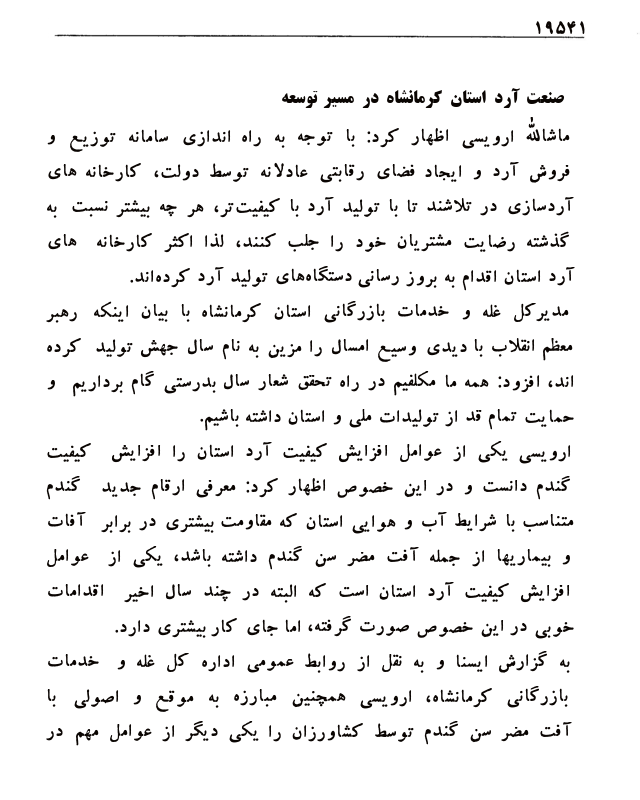 ۱۹۵۴۱
صنعت آرد استان کرمانشاه در مسیر توسعه
ماشاالله ارویسی اظهار کرد: با توجه به راه اندازی سامانه توزیع و
فروش آرد و ایجاد فضای رقابتی عادلانه توسط دولت، کارخانه های
آردسازی در تلاشند تا با تولید آرد با کیفیت‌تر، هر چه بیشتر نسبت به
گذشته رضایت مشتریان خود را جلب کنند، لذا اکثر کارخانه های
آرد استان اقدام به بروز رسانی دستگاه‌های تولید آرد کرده‌اند.
مدیرکل غله و خدمات بازرگانی استان کرمانشاه با بیان اینکه رهبر
معظم انقلاب با دیدی وسیع امسال را مزین به نام سال جهش تولید کرده
اند، افزود: همه ما مکلفیم در راه تحقق شعار سال بدرستی گام برداریم و
حمایت تمام قد از تولیدات ملی و استان داشته باشیم.
ارویسی یکی از عوامل افزایش کیفیت آرد استان را افزایش کیفیت
گندم دانست و در این خصوص اظهار کرد: معرفی ارقام جدید گندم
متناسب با شرایط آب و هوایی استان که مقاومت بیشتری در برابر آفات
و بیماریها از جمله آفت مضر سن گندم داشته باشد، یکی از عوامل
افزایش کیفیت آرد استان است که البته در چند سال اخیر اقدامات
خوبی در این خصوص صورت گرفته، اما جای کار بیشتری دارد.
به گزارش ایسنا و به نقل از روابط عمومی اداره کل غله و خدمات
بازرگانی کرمانشاه، ارویسی همچنین مبارزه به موقع و اصولی با
آفت مضر سن گندم توسط کشاورزان را یکی دیگر از عوامل مهم در